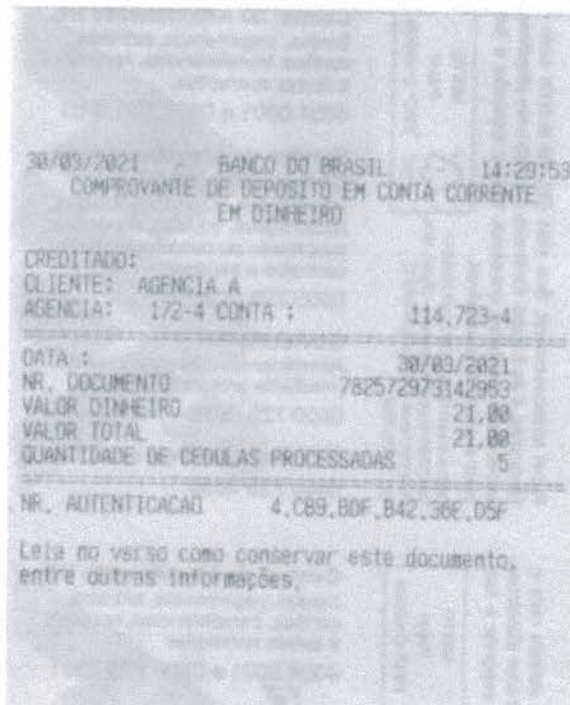 30/03/2021 - BANCO DO BRASIL - 14:29:53
COMPROVANTE DE DEPOSITO EM CONTA CORRENTE
EM DINHEIRO
CREDITADO:
CLIENTE: AGENCIA A
AGENCIA: 172-4 CONTA : 114.723-4
DATA : 30/03/2021
NR. DOCUMENTO 782572973142953
VALOR DINHEIRO 21,00
VALOR TOTAL 21,00
QUANTIDADE DE CEDULAS PROCESSADAS 5
NR. AUTENTICACAO 4.CB9.BDF.B42.36E.D5F
Leia no verso como conservar este documento,
entre outras informações.